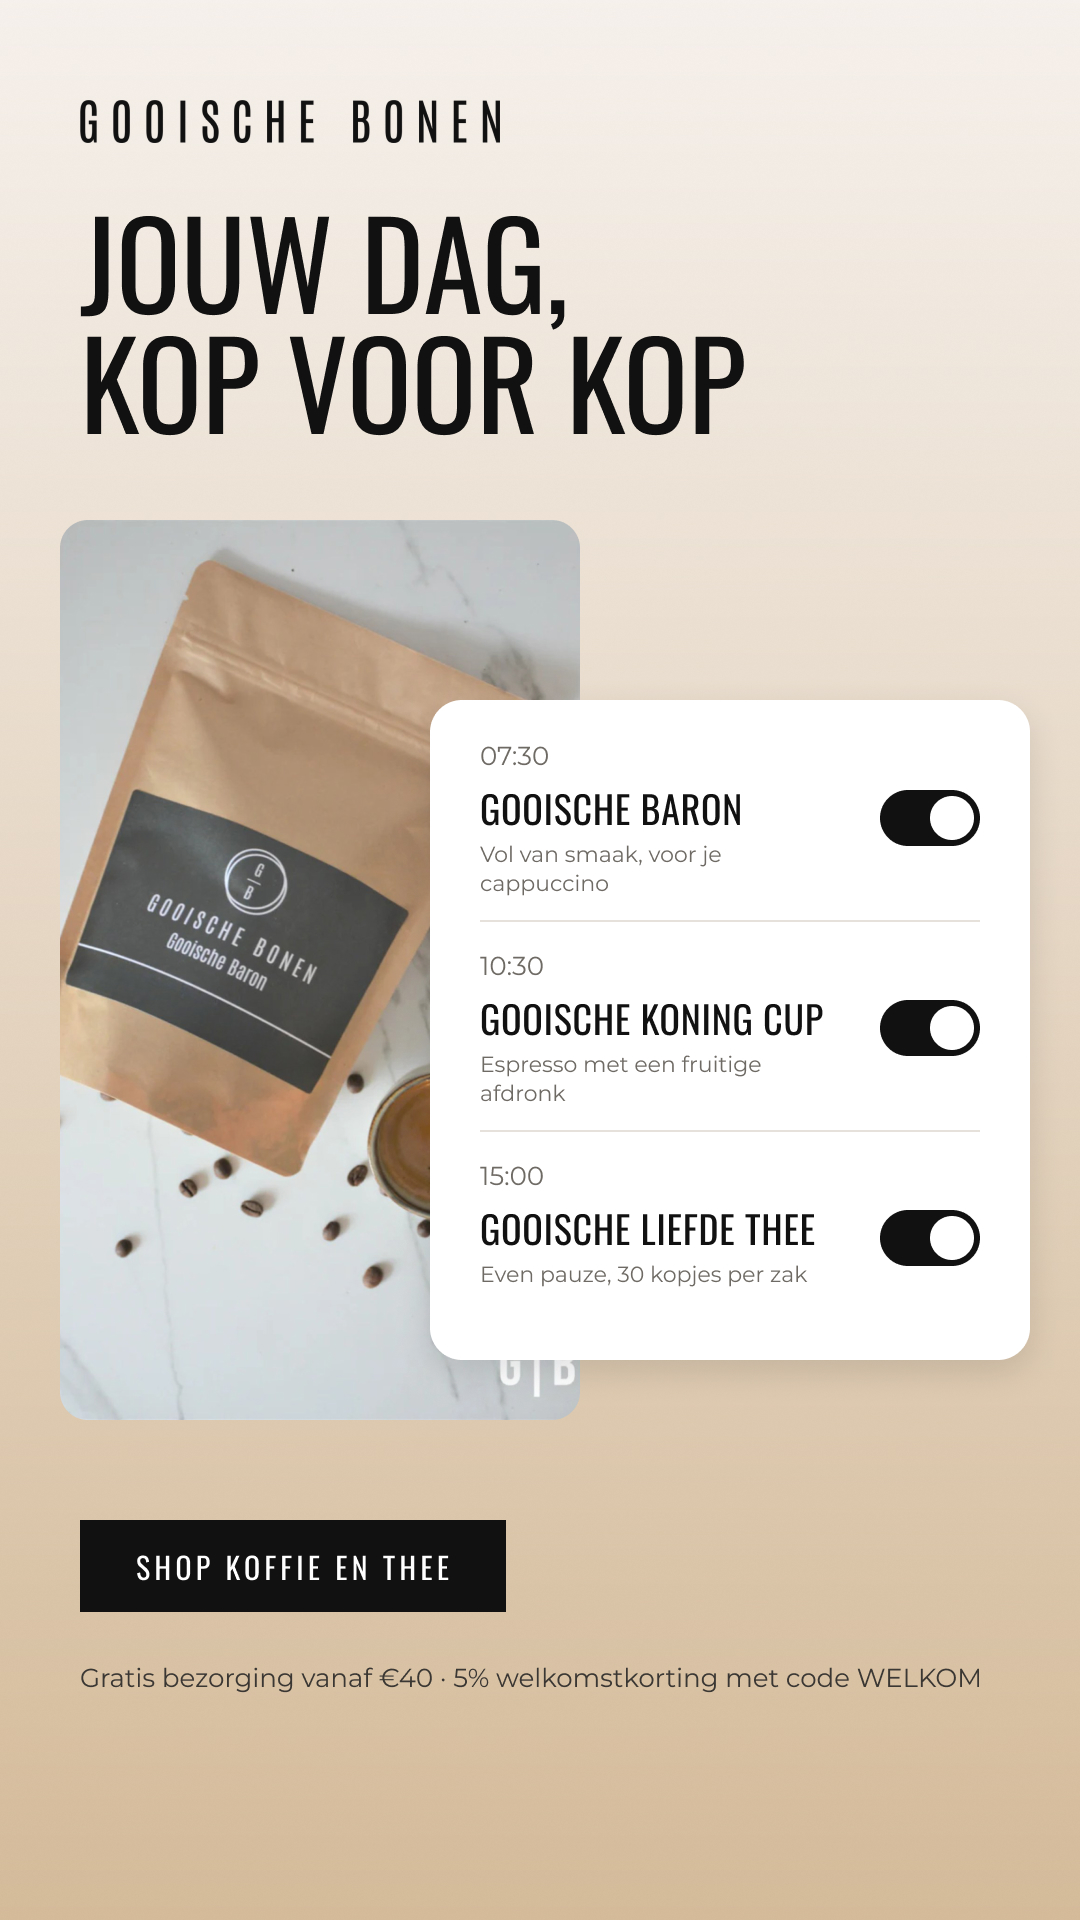 GOOISCHE BONEN
JOUW DAG,
KOP VOOR KOP
G
B
GOOISCHE BONEN
Gooische Baron
07:30
GOOISCHE BARON
Vol van smaak, voor je
cappuccino
10:30
GOOISCHE KONING CUP
Espresso met een fruitige
afdronk
15:00
GOOISCHE LIEFDE THEE
Even pauze, 30 kopjes per zak
G|B
SHOP KOFFIE EN THEE
Gratis bezorging vanaf €40 · 5% welkomstkorting met code WELKOM